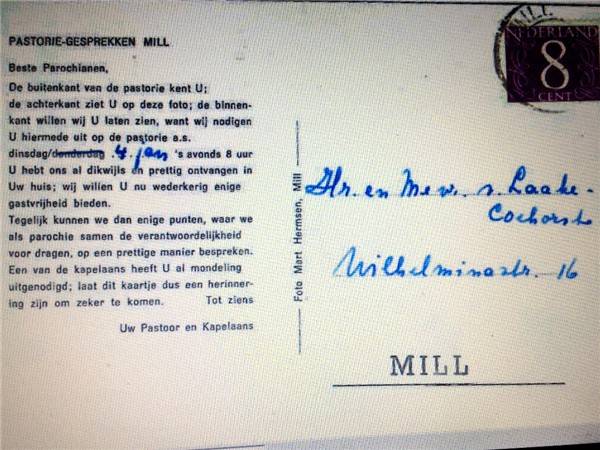 PASTORIE-GESPREKKEN MILL
Beste Parochianen,
De buitenkant van de pastorie kent U;
de achterkant ziet U op deze foto; de binnen-
kant willen wij U laten zien, want wij nodigen
U hiermede uit op de pastorie a.s.
dinsdag/donderdag 4 jan 's avonds 8 uur
U hebt ons al dikwijls en prettig ontvangen in
Uw huis; wij willen U nu wederkerig enige
gastvrijheid bieden.
Tegelijk kunnen we dan enige punten, waar we
als parochie samen de verantwoordelijkheid
voor dragen, op een prettige manier bespreken.
Een van de kapelaans heeft U al mondeling
uitgenodigd; laat dit kaartje dus een herinner-
ing zijn om zeker te komen. Tot ziens
Uw Pastoor en Kapelaans
Foto Mart Hermsen, Mill
MILL
NEDERLAND
8
CENT
Hr. en Mevr. v. Laake-
Coehorst
Wilhelminastr. 16
MILL